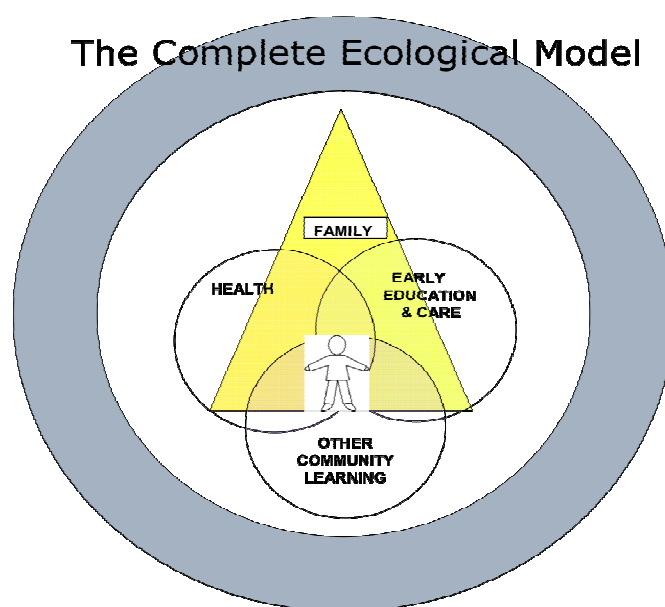 The Complete Ecological Model
FAMILY
HEALTH
EARLY
EDUCATION
& CARE
OTHER
COMMUNITY
LEARNING